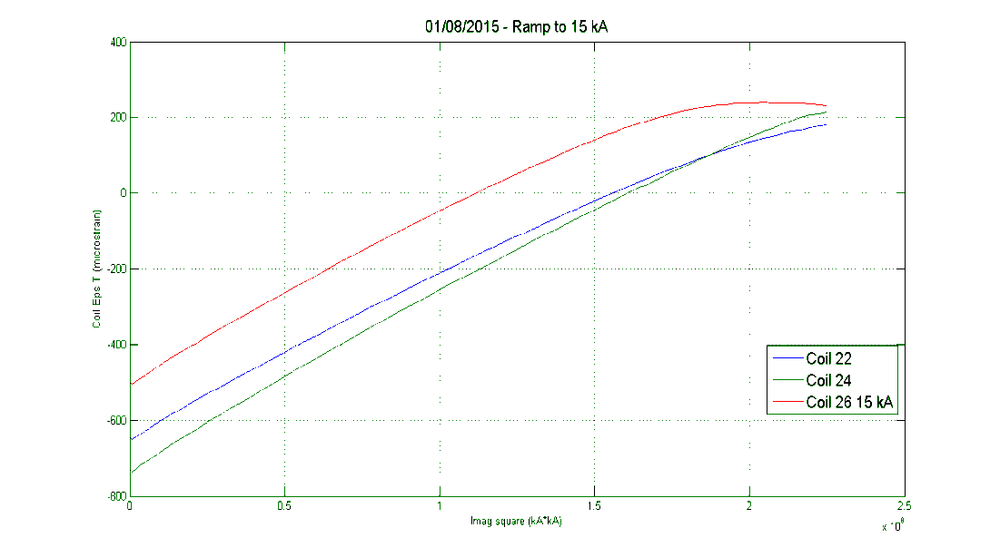 01/08/2015 - Ramp to 15 kA
400
200
0
-200
-400
-600
-800
Coil Eps T (microstrain)
Coil 22
Coil 24
Coil 26 15 kA
0 0.5 1 1.5 2 2.5
Imag square (kA*kA)
x 10⁸